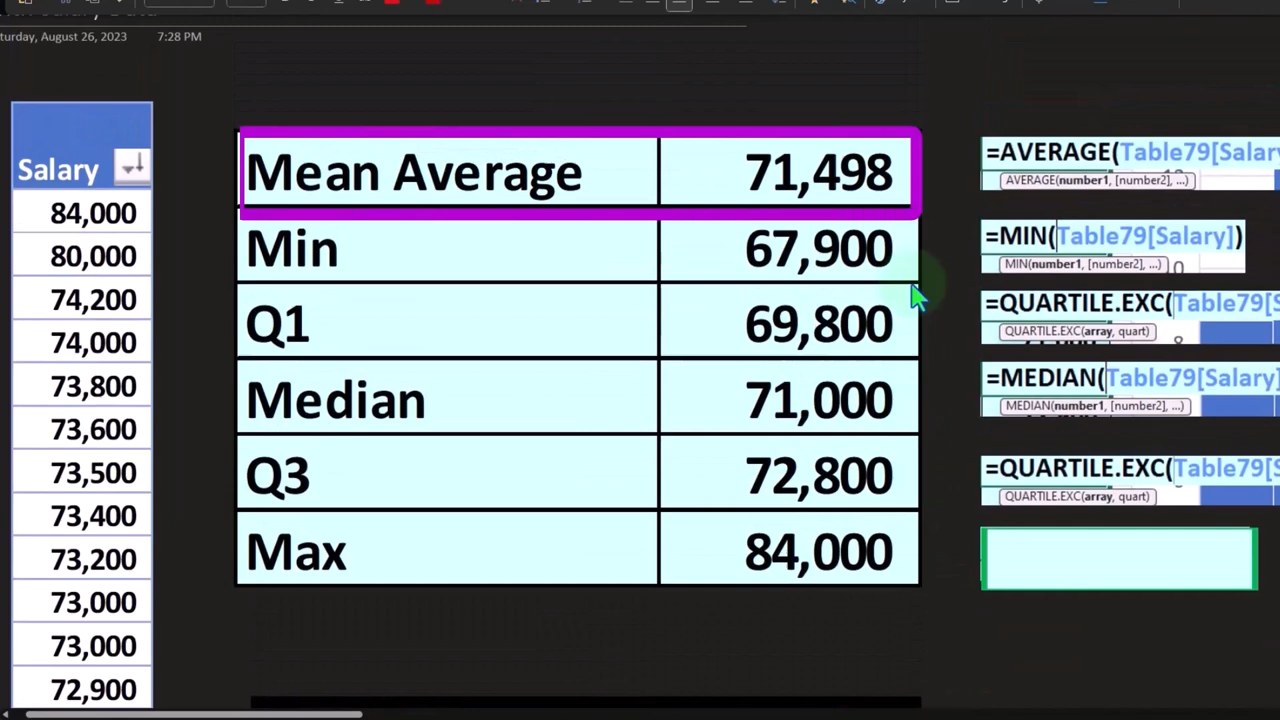 Salary Data
turday, August 26, 2023 7:28 PM
Salary
84,000
80,000
74,200
74,000
73,800
73,600
73,500
73,400
73,200
73,000
73,000
72,900
Mean Average 71,498
Min 67,900
Q1 69,800
Median 71,000
Q3 72,800
Max 84,000
=AVERAGE(Table79[Salary
AVERAGE(number1, [number2], ...)
=MIN(Table79[Salary])
MIN(number1, [number2], ...)
=QUARTILE.EXC(Table79[S
QUARTILE.EXC(array, quart)
=MEDIAN(Table79[Salary]
MEDIAN(number1, [number2], ...)
=QUARTILE.EXC(Table79[S
QUARTILE.EXC(array, quart)